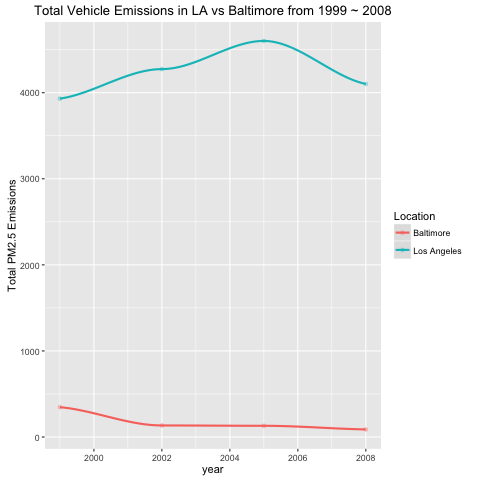 Total Vehicle Emissions in LA vs Baltimore from 1999 ~ 2008
Total PM2.5 Emissions
4000
3000
2000
1000
0
2000 2002 2004 2006 2008
year
Location
Baltimore
Los Angeles